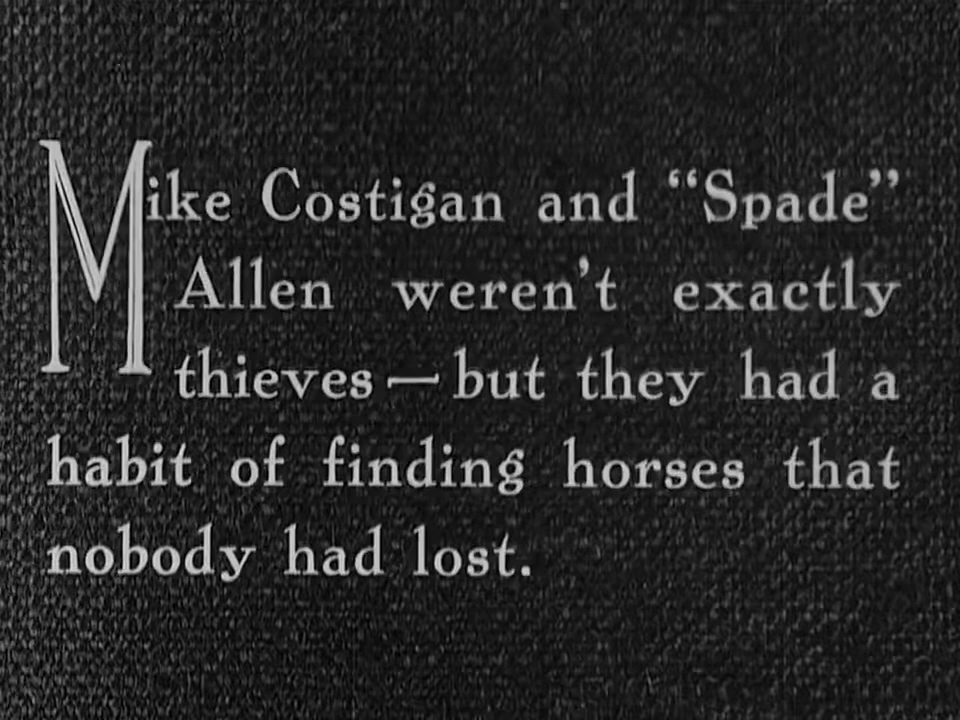 Mike Costigan and “Spade”
Allen weren’t exactly
thieves — but they had a
habit of finding horses that
nobody had lost.